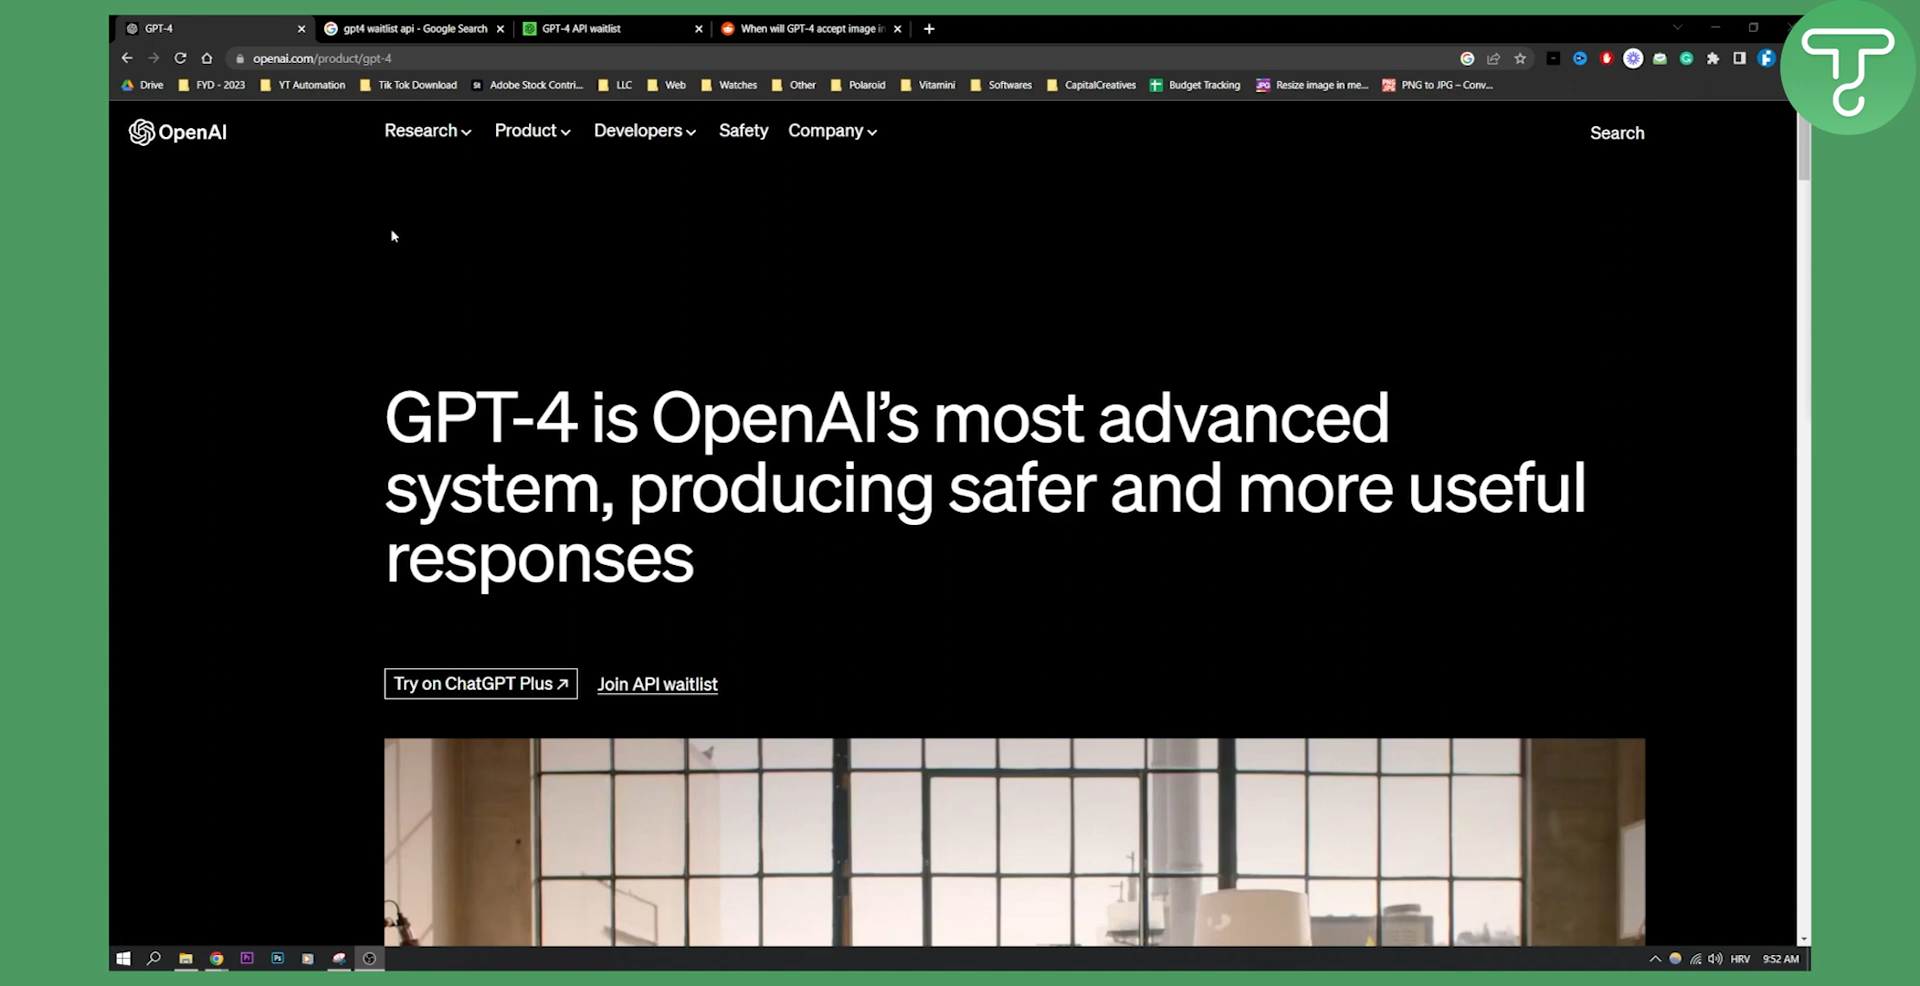 GPT-4
gpt4 waitlist api - Google Search
GPT-4 API waitlist
When will GPT-4 accept image in
openai.com/product/gpt-4
Drive
FYD - 2023
YT Automation
Tik Tok Download
Adobe Stock Contri...
LLC
Web
Watches
Other
Polaroid
Vitamini
Softwares
CapitalCreatives
Budget Tracking
Resize image in me...
PNG to JPG – Conv...
OpenAI
Research
Product
Developers
Safety
Company
Search
GPT-4 is OpenAI’s most advanced
system, producing safer and more useful
responses
Try on ChatGPT Plus ↗
Join API waitlist
HRV
9:52 AM